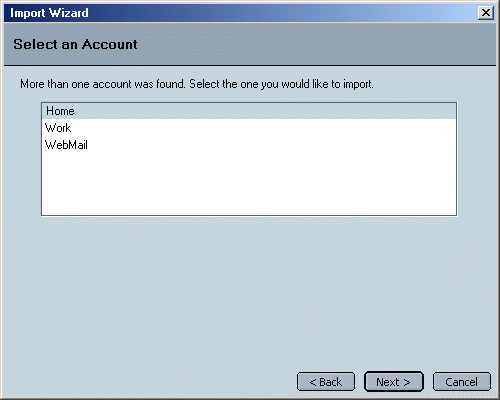 Import Wizard
Select an Account
More than one account was found. Select the one you would like to import.
Home
Work
WebMail
< Back
Next >
Cancel